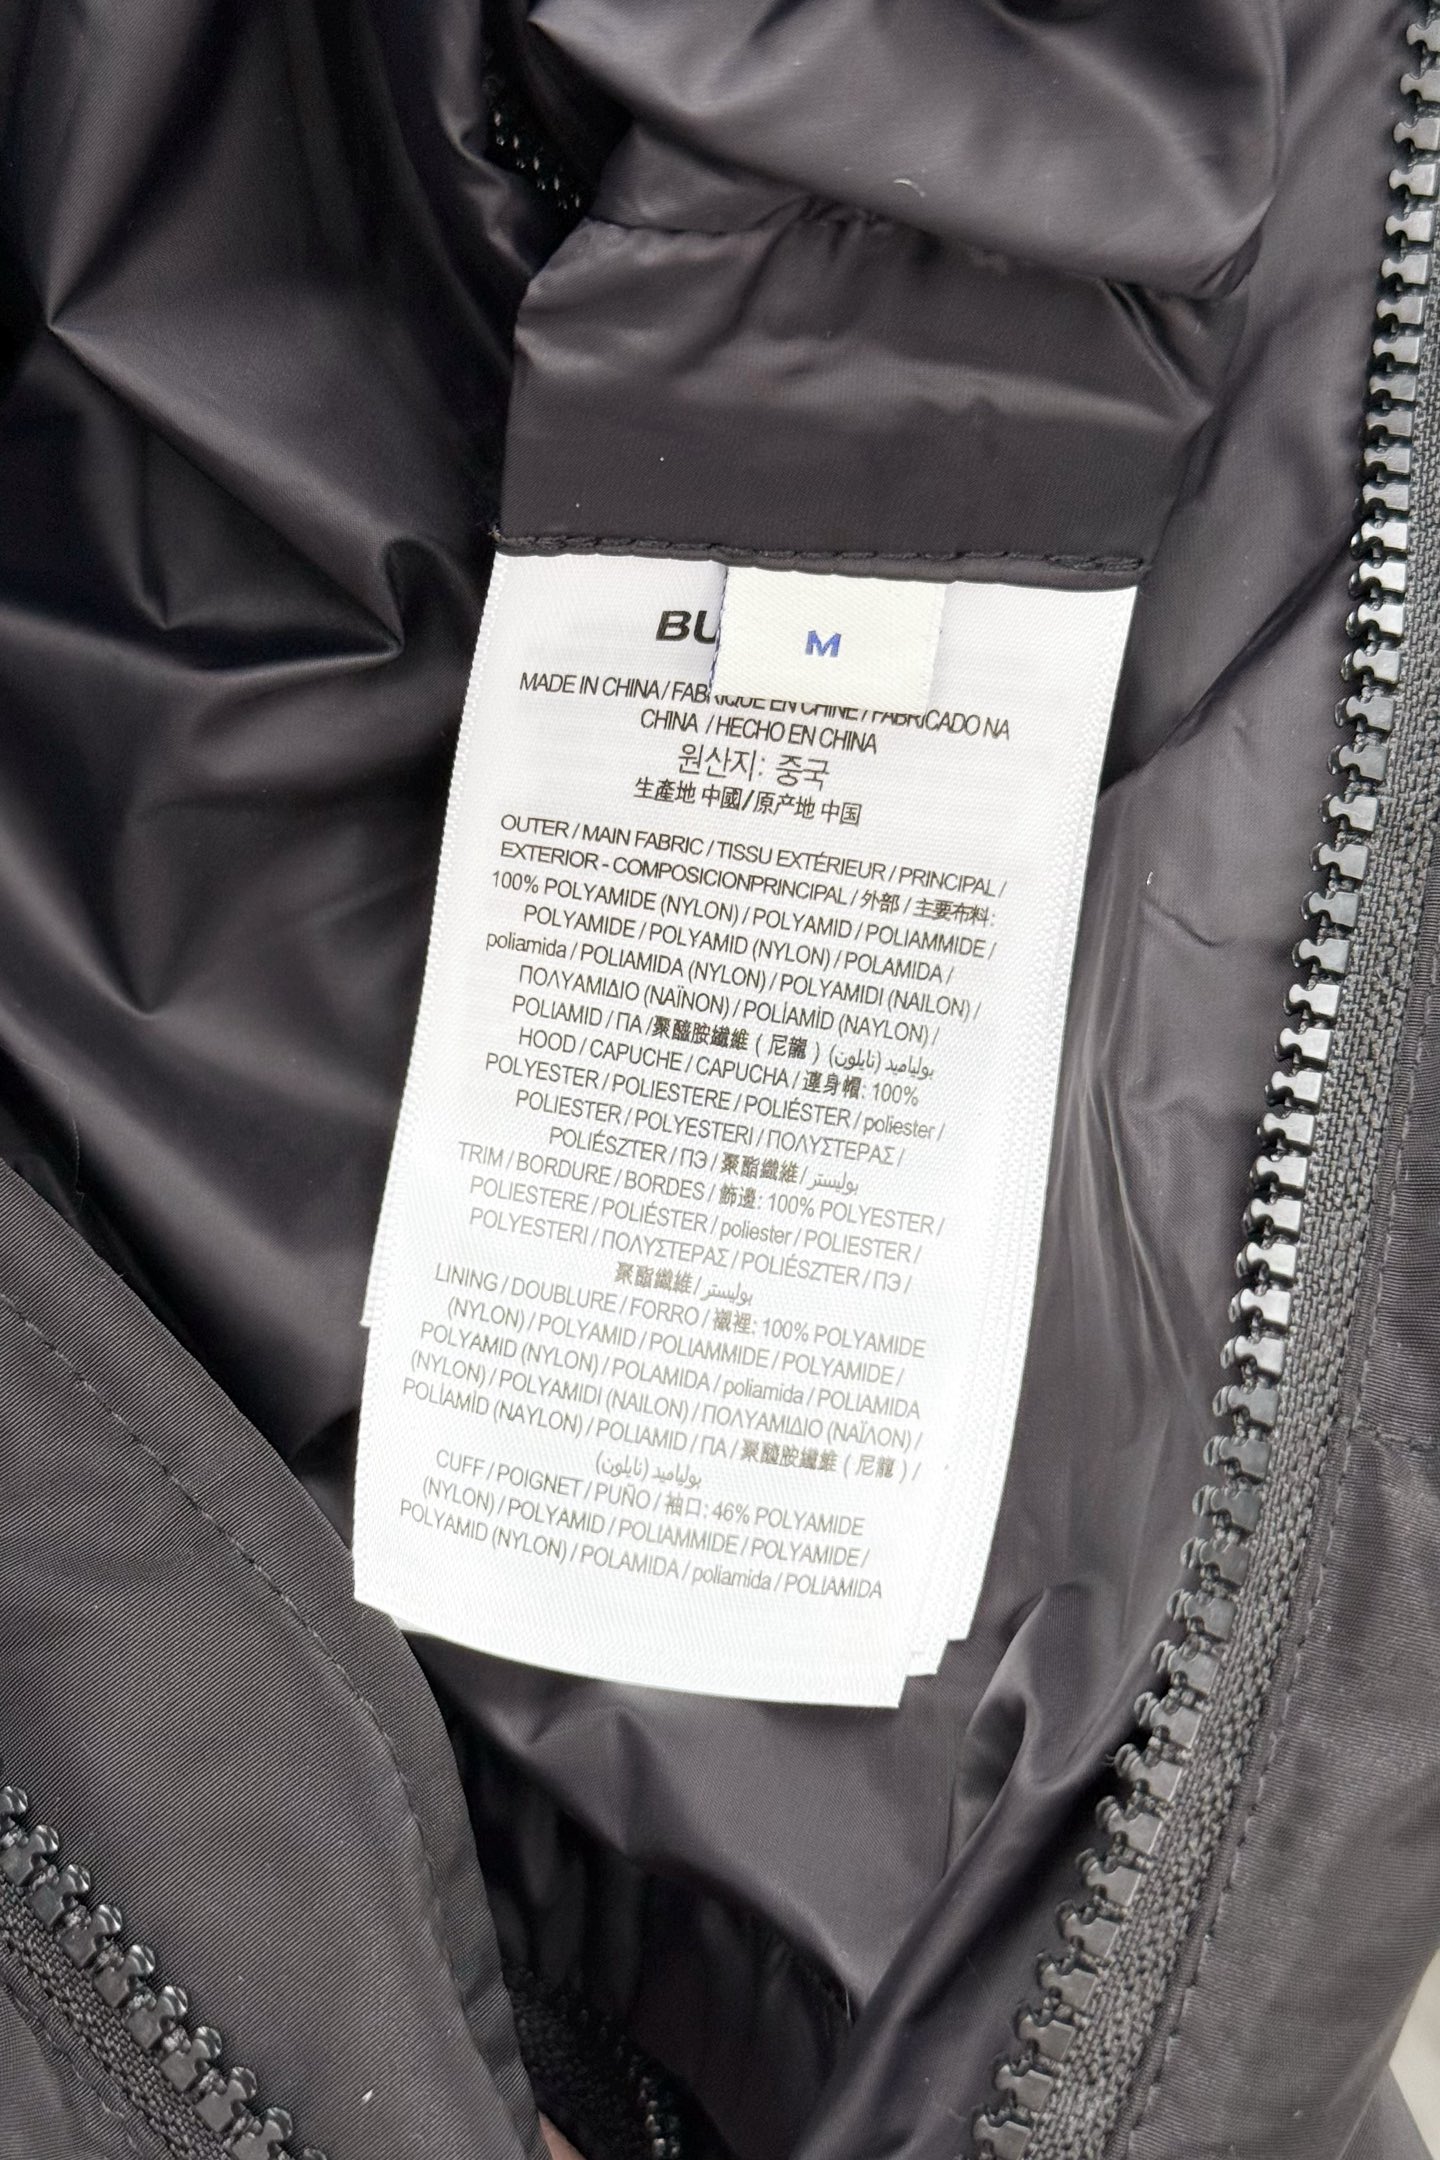 BU
M
MADE IN CHINA / FABRIQUE EN CHINE / FABRICADO NA
CHINA / HECHO EN CHINA
원산지: 중국
生產地 中國/原产地 中国
OUTER / MAIN FABRIC / TISSU EXTÉRIEUR / PRINCIPAL /
EXTERIOR - COMPOSICIONPRINCIPAL / 外部 / 主要布料:
100% POLYAMIDE (NYLON) / POLYAMID / POLIAMMIDE /
POLYAMIDE / POLYAMID (NYLON) / POLAMIDA /
poliamida / POLIAMIDA (NYLON) / POLYAMIDI (NAILON) /
ΠΟΛΥΑΜΙΔΙΟ (ΝΑΪΝΟΝ) / POLİAMİD (NAYLON) /
POLIAMID / ПА /聚醯胺纖維 ( 尼龍 ) بولياميد (نايلون)
HOOD / CAPUCHE / CAPUCHA / 連身帽: 100%
POLYESTER / POLIESTERE / POLIÉSTER / poliester /
POLIESTER / POLYESTERI / ΠΟΛΥΣΤΕΡΑΣ /
POLIÉSZTER / ПЭ / 聚酯纖維 / بوليستر
TRIM / BORDURE / BORDES / 飾邊: 100% POLYESTER /
POLIESTERE / POLIÉSTER / poliester / POLIESTER /
POLYESTERI / ΠΟΛΥΣΤΕΡΑΣ / POLIÉSZTER / ПЭ /
聚酯纖維 / بوليستر
LINING / DOUBLURE / FORRO / 襯裡: 100% POLYAMIDE
(NYLON) / POLYAMID / POLIAMMIDE / POLYAMIDE /
POLYAMID (NYLON) / POLAMIDA / poliamida / POLIAMIDA
(NYLON) / POLYAMIDI (NAILON) / ΠΟΛΥΑΜΙΔΙΟ (ΝΑΪΛΟΝ) /
POLİAMİD (NAYLON) / POLIAMID / ПА / 聚醯胺纖維 ( 尼龍 ) /
بولياميد (نايلون)
CUFF / POIGNET / PUÑO / 袖口: 46% POLYAMIDE
(NYLON) / POLYAMID / POLIAMMIDE / POLYAMIDE /
POLYAMID (NYLON) / POLAMIDA / poliamida / POLIAMIDA